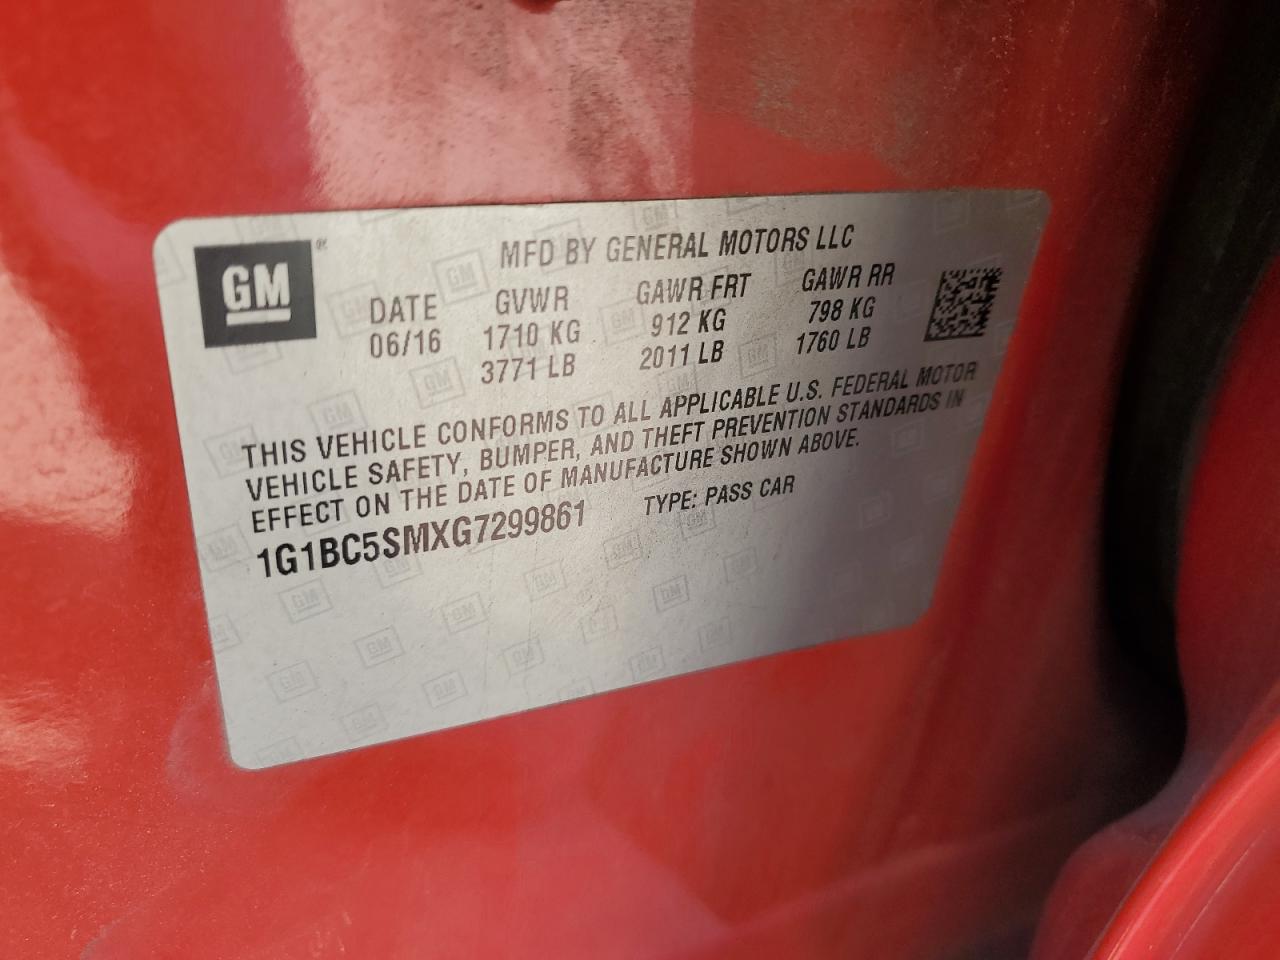 GM
MFD BY GENERAL MOTORS LLC
DATE GVWR GAWR FRT GAWR RR
06/16 1710 KG 912 KG 798 KG
3771 LB 2011 LB 1760 LB
THIS VEHICLE CONFORMS TO ALL APPLICABLE U.S. FEDERAL MOTOR
VEHICLE SAFETY, BUMPER, AND THEFT PREVENTION STANDARDS IN
EFFECT ON THE DATE OF MANUFACTURE SHOWN ABOVE.
1G1BC5SMXG7299861 TYPE: PASS CAR